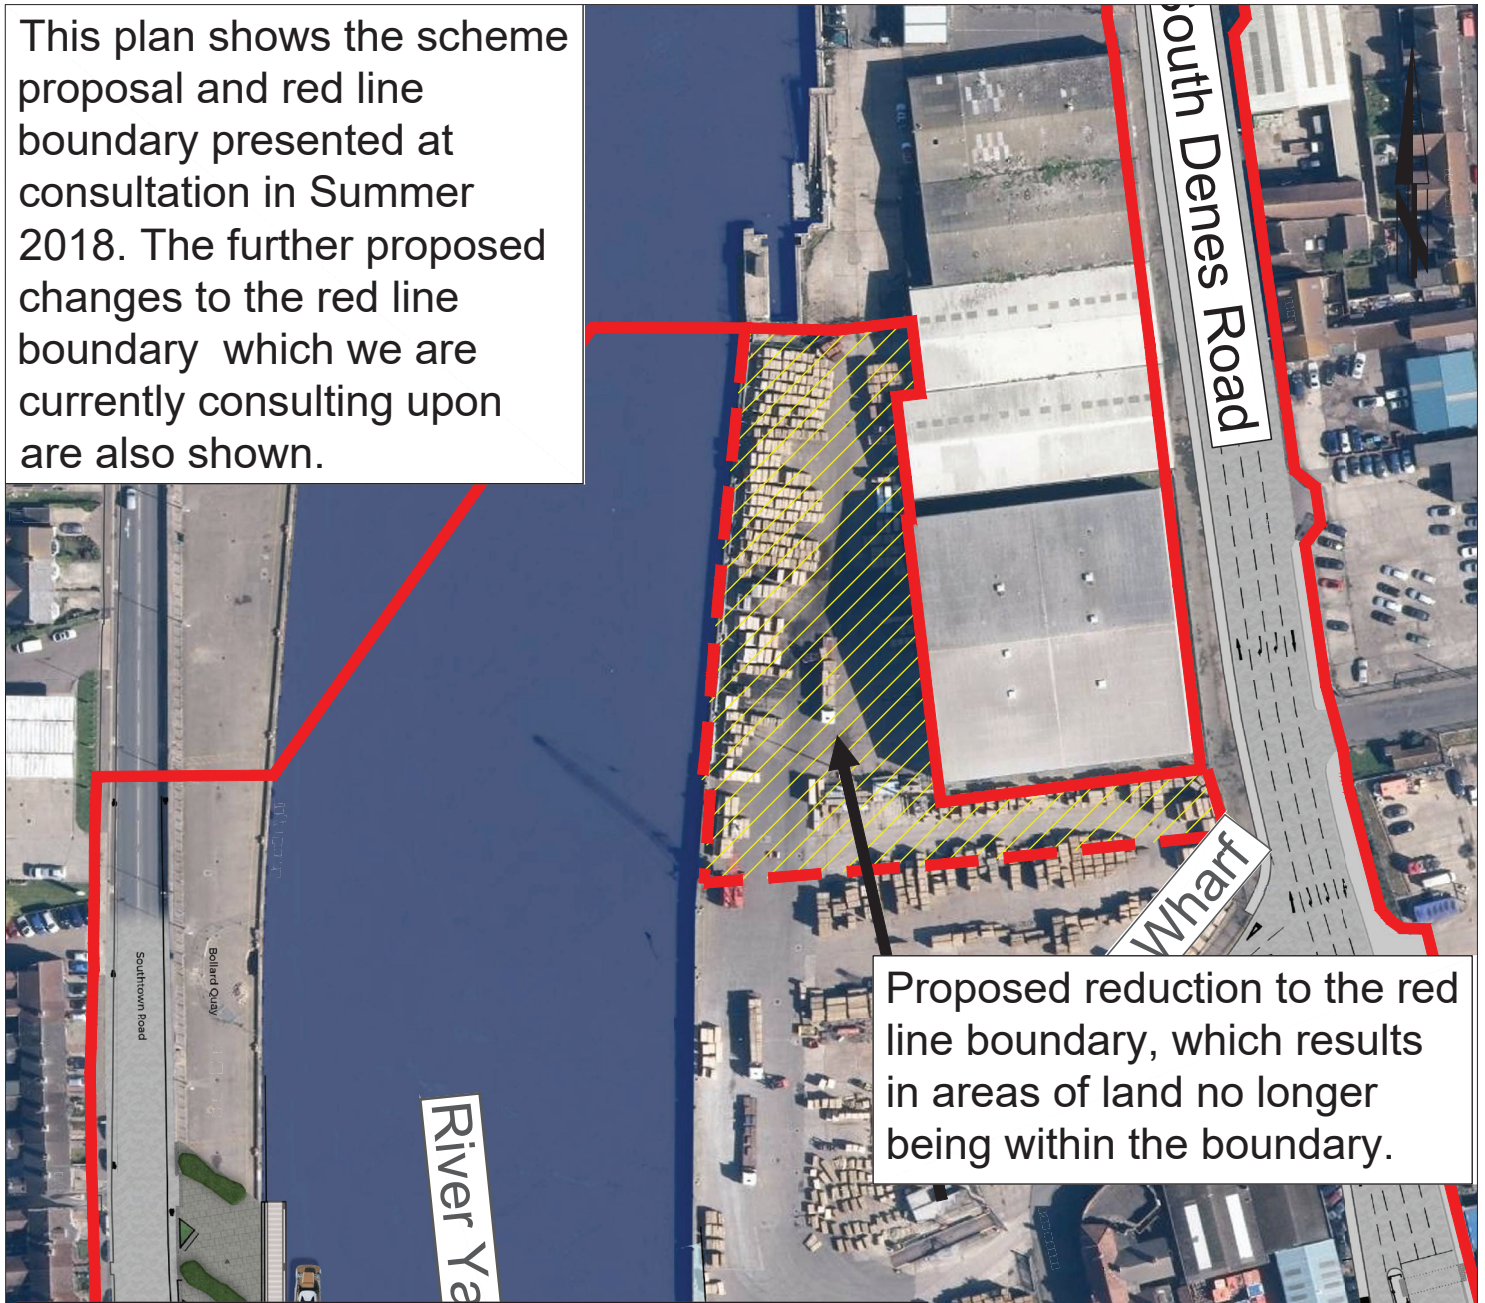 This plan shows the scheme
proposal and red line
boundary presented at
consultation in Summer
2018. The further proposed
changes to the red line
boundary which we are
currently consulting upon
are also shown.
South Denes Road
Wharf
Proposed reduction to the red
line boundary, which results
in areas of land no longer
being within the boundary.
Southtown Road
Bollard Quay
River Ya